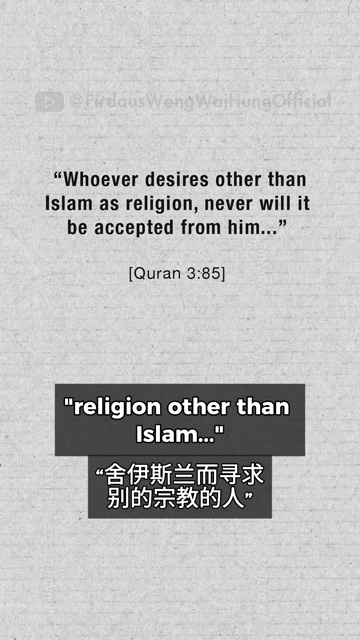 @FirdausWongWaiHungOfficial
“Whoever desires other than
Islam as religion, never will it
be accepted from him...”
[Quran 3:85]
"religion other than
Islam..."
“舍伊斯兰而寻求
别的宗教的人”